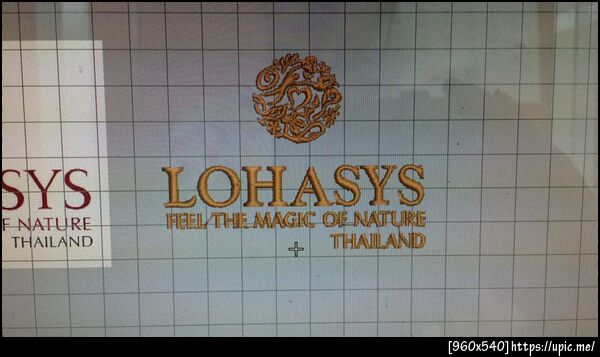 SYS
F NATURE
THAILAND
LOHASYS
FEEL THE MAGIC OF NATURE
THAILAND
[960x540]https://upic.me/